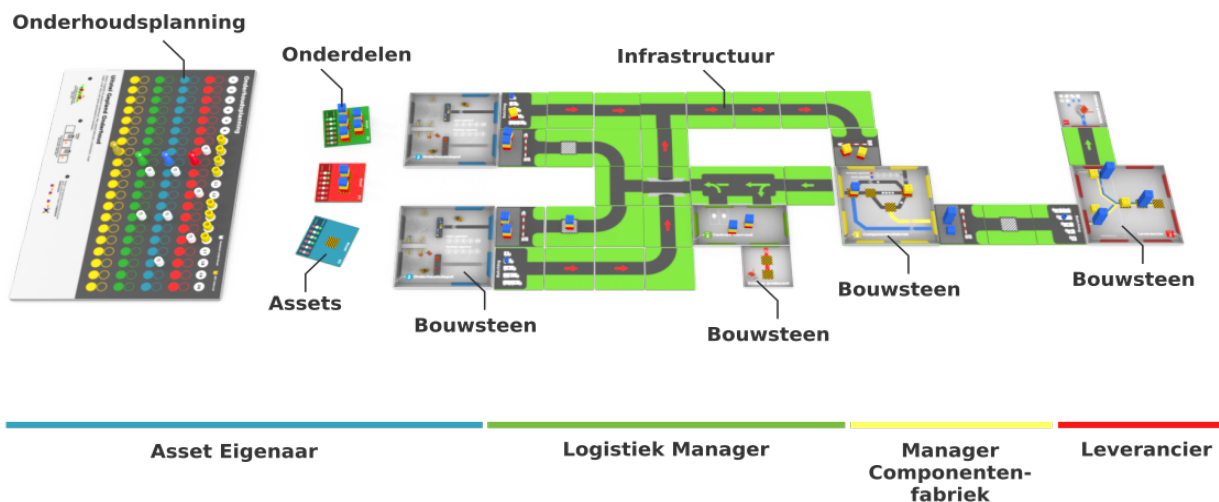 Onderhoudsplanning
Onderdelen
Infrastructuur
Assets
Bouwsteen
Bouwsteen
Bouwsteen
Bouwsteen
Asset Eigenaar
Logistiek Manager
Manager
Componenten-
fabriek
Leverancier